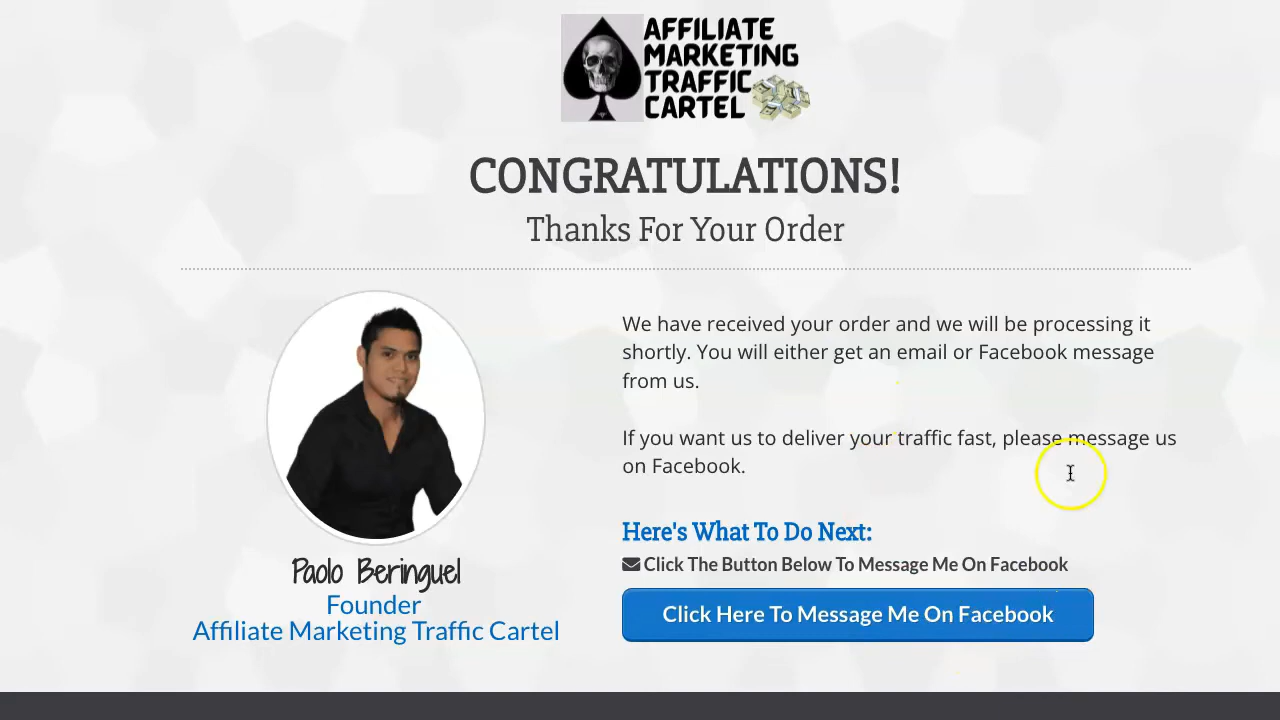 AFFILIATE
MARKETING
TRAFFIC
CARTEL
CONGRATULATIONS!
Thanks For Your Order
We have received your order and we will be processing it
shortly. You will either get an email or Facebook message
from us.
If you want us to deliver your traffic fast, please message us
on Facebook.
Here's What To Do Next:
Click The Button Below To Message Me On Facebook
Click Here To Message Me On Facebook
Paolo Beringuel
Founder
Affiliate Marketing Traffic Cartel